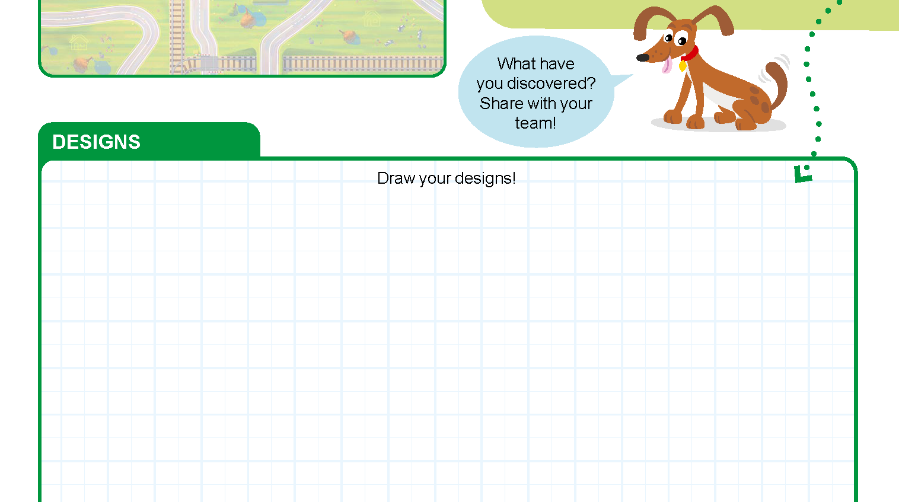 What have
you discovered?
Share with your
team!
DESIGNS
Draw your designs!